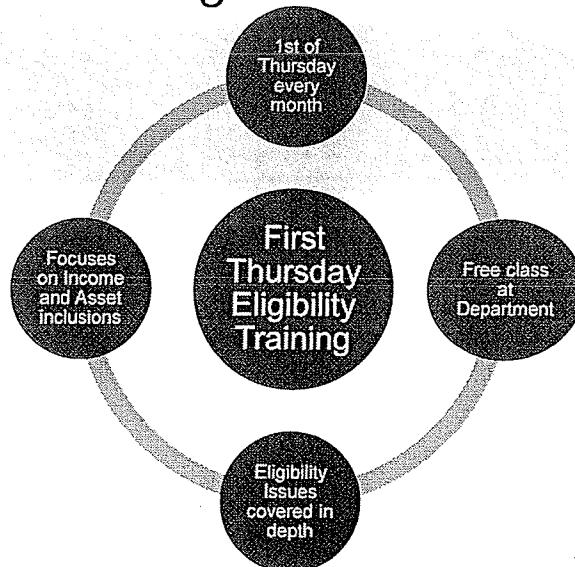 1st of
Thursday
every
month
First
Thursday
Eligibility
Training
Focuses
on Income
and Asset
inclusions
Free class
at
Department
Eligibility
Issues
covered in
depth